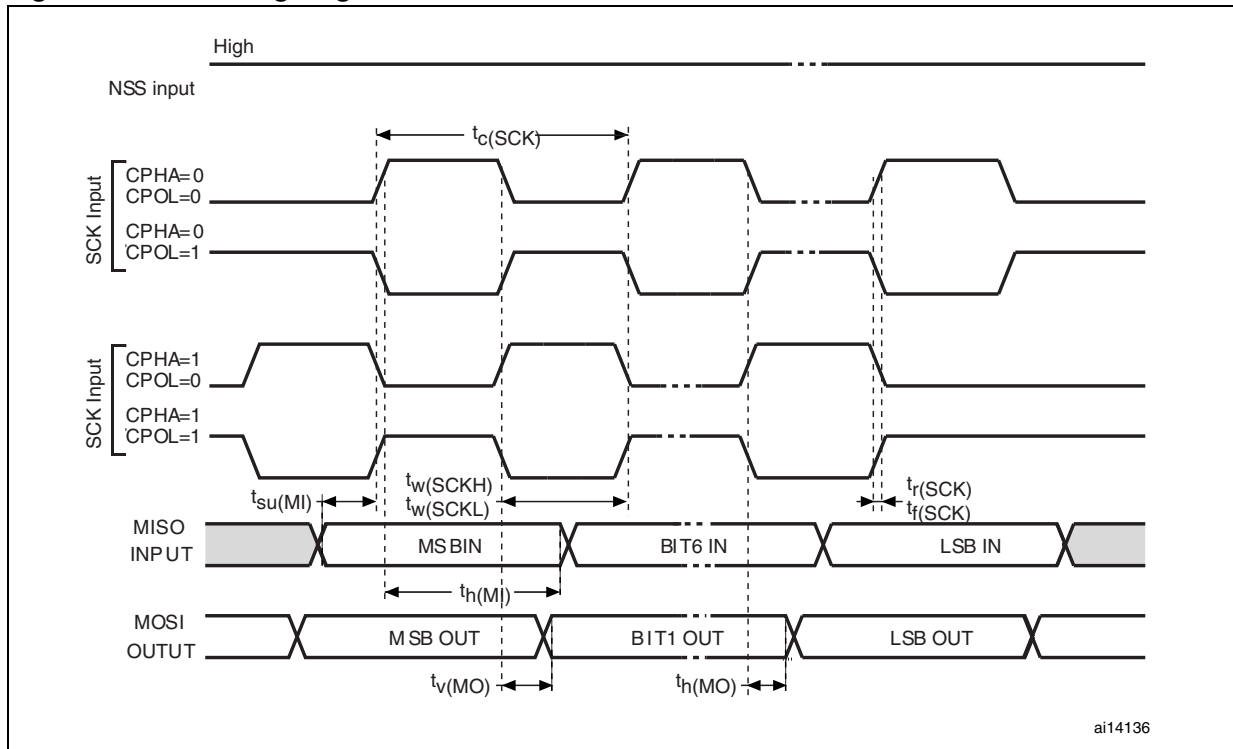 High
NSS input
tc(SCK)
SCK Input
CPHA=0
CPOL=0
CPHA=0
CPOL=1
SCK Input
CPHA=1
CPOL=0
CPHA=1
CPOL=1
tsu(MI)
tw(SCKH)
tw(SCKL)
tr(SCK)
tf(SCK)
MISO
INPUT
MSBIN
BIT6 IN
LSB IN
th(MI)
MOSI
OUTUT
MSB OUT
BIT1 OUT
LSB OUT
tv(MO)
th(MO)
ai14136